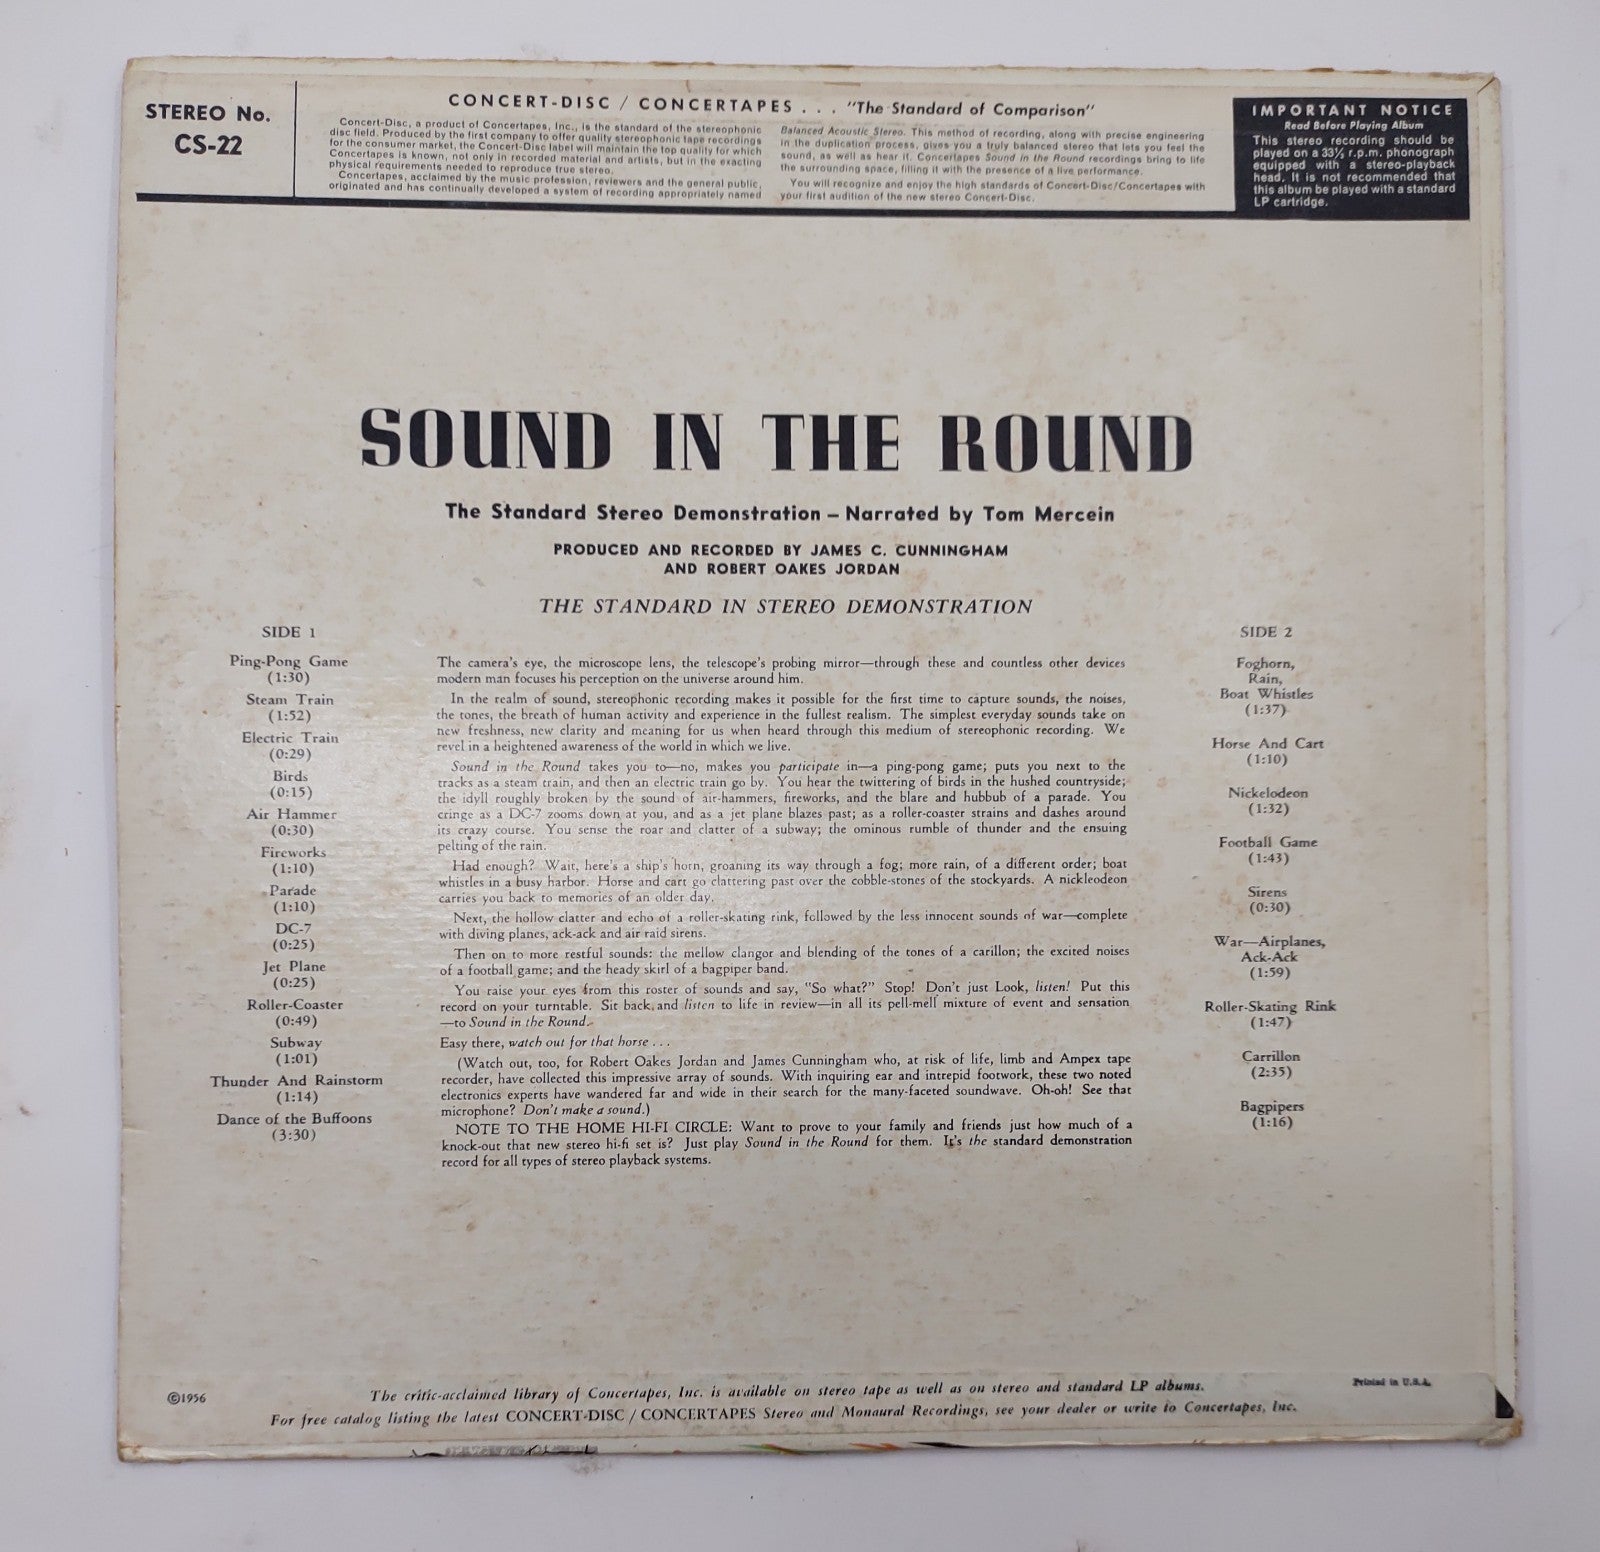 STEREO No.
CS-22
CONCERT-DISC / CONCERTAPES . . . "The Standard of Comparison"
Concert-Disc, a product of Concertapes, Inc., is the standard of the stereophonic
disc field. Produced by the first company to offer quality stereophonic tape recordings
for the consumer market, the Concert-Disc label will maintain the top quality for which
Concertapes is known, not only in recorded material and artists, but in the exacting
physical requirements needed to reproduce true stereo.
Concertapes, acclaimed by the music profession, reviewers and the general public,
originated and has continually developed a system of recording appropriately named
Balanced Acoustic Stereo. This method of recording, along with precise engineering
in the duplication process, gives you a truly balanced stereo that lets you feel the
sound, as well as hear it. Concertapes Sound in the Round recordings bring to life
the surrounding space, filling it with the presence of a live performance.
You will recognize and enjoy the high standards of Concert-Disc/Concertapes with
your first audition of the new stereo Concert-Disc.
IMPORTANT NOTICE
Read Before Playing Album
This stereo recording should be
played on a 33⅓ r.p.m. phonograph
equipped with a stereo-playback
head. It is not recommended that
this album be played with a standard
LP cartridge.
SOUND IN THE ROUND
The Standard Stereo Demonstration – Narrated by Tom Mercein
PRODUCED AND RECORDED BY JAMES C. CUNNINGHAM
AND ROBERT OAKES JORDAN
THE STANDARD IN STEREO DEMONSTRATION
SIDE 1
Ping-Pong Game
(1:30)
Steam Train
(1:52)
Electric Train
(0:29)
Birds
(0:15)
Air Hammer
(0:30)
Fireworks
(1:10)
Parade
(1:10)
DC-7
(0:25)
Jet Plane
(0:25)
Roller-Coaster
(0:49)
Subway
(1:01)
Thunder And Rainstorm
(1:14)
Dance of the Buffoons
(3:30)
The camera's eye, the microscope lens, the telescope's probing mirror—through these and countless other devices
modern man focuses his perception on the universe around him.
In the realm of sound, stereophonic recording makes it possible for the first time to capture sounds, the noises,
the tones, the breath of human activity and experience in the fullest realism. The simplest everyday sounds take on
new freshness, new clarity and meaning for us when heard through this medium of stereophonic recording. We
revel in a heightened awareness of the world in which we live.
Sound in the Round takes you to—no, makes you participate in—a ping-pong game; puts you next to the
tracks as a steam train, and then an electric train go by. You hear the twittering of birds in the hushed countryside;
the idyll roughly broken by the sound of air-hammers, fireworks, and the blare and hubbub of a parade. You
cringe as a DC-7 zooms down at you, and as a jet plane blazes past; as a roller-coaster strains and dashes around
its crazy course. You sense the roar and clatter of a subway; the ominous rumble of thunder and the ensuing
pelting of the rain.
Had enough? Wait, here's a ship's horn, groaning its way through a fog; more rain, of a different order; boat
whistles in a busy harbor. Horse and cart go clattering past over the cobble-stones of the stockyards. A nickleodeon
carries you back to memories of an older day.
Next, the hollow clatter and echo of a roller-skating rink, followed by the less innocent sounds of war—complete
with diving planes, ack-ack and air raid sirens.
Then on to more restful sounds: the mellow clangor and blending of the tones of a carillon; the excited noises
of a football game; and the heady skirl of a bagpiper band.
You raise your eyes from this roster of sounds and say, "So what?" Stop! Don't just Look, listen! Put this
record on your turntable. Sit back, and listen to life in review—in all its pell-mell mixture of event and sensation
—to Sound in the Round.
Easy there, watch out for that horse . . .
(Watch out, too, for Robert Oakes Jordan and James Cunningham who, at risk of life, limb and Ampex tape
recorder, have collected this impressive array of sounds. With inquiring ear and intrepid footwork, these two noted
electronics experts have wandered far and wide in their search for the many-faceted soundwave. Oh-oh! See that
microphone? Don't make a sound.)
NOTE TO THE HOME HI-FI CIRCLE: Want to prove to your family and friends just how much of a
knock-out that new stereo hi-fi set is? Just play Sound in the Round for them. It's the standard demonstration
record for all types of stereo playback systems.
SIDE 2
Foghorn,
Rain,
Boat Whistles
(1:37)
Horse And Cart
(1:10)
Nickelodeon
(1:32)
Football Game
(1:43)
Sirens
(0:30)
War—Airplanes,
Ack-Ack
(1:59)
Roller-Skating Rink
(1:47)
Carrillon
(2:35)
Bagpipers
(1:16)
©1956
The critic-acclaimed library of Concertapes, Inc. is available on stereo tape as well as on stereo and standard LP albums.
For free catalog listing the latest CONCERT-DISC / CONCERTAPES Stereo and Monaural Recordings, see your dealer or write to Concertapes, Inc.
Printed in U.S.A.